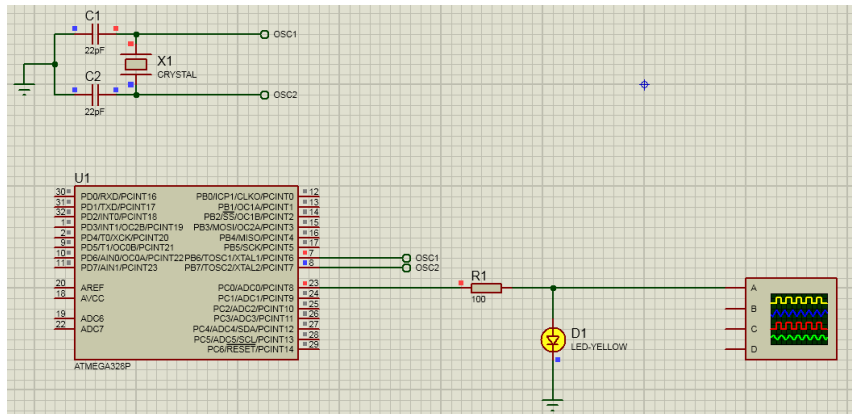 C1
22pF
OSC1
X1
CRYSTAL
C2
22pF
OSC2
U1
30 PD0/RXD/PCINT16 PB0/ICP1/CLKO/PCINT0 12
31 PD1/TXD/PCINT17 PB1/OC1A/PCINT1 13
32 PD2/INT0/PCINT18 PB2/SS/OC1B/PCINT2 14
1 PD3/INT1/OC2B/PCINT19 PB3/MOSI/OC2A/PCINT3 15
2 PD4/T0/XCK/PCINT20 PB4/MISO/PCINT4 16
9 PD5/T1/OC0B/PCINT21 PB5/SCK/PCINT5 17
10 PD6/AIN0/OC0A/PCINT22 PB6/TOSC1/XTAL1/PCINT6 7 OSC1
11 PD7/AIN1/PCINT23 PB7/TOSC2/XTAL2/PCINT7 8 OSC2
20 AREF PC0/ADC0/PCINT8 23
18 AVCC PC1/ADC1/PCINT9 24
PC2/ADC2/PCINT10 25
19 ADC6 PC3/ADC3/PCINT11 26
22 ADC7 PC4/ADC4/SDA/PCINT12 27
PC5/ADC5/SCL/PCINT13 28
PC6/RESET/PCINT14 29
ATMEGA328P
R1
100
D1
LED-YELLOW
A
B
C
D